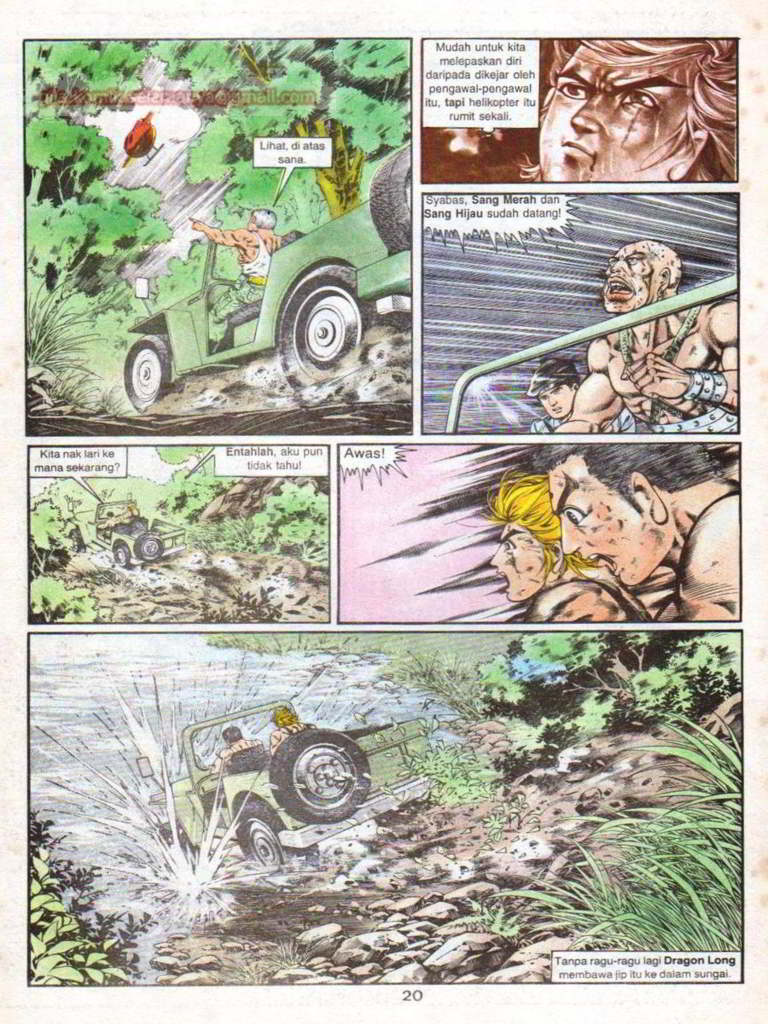 Lihat, di atas
sana.
Mudah untuk kita
melepaskan diri
daripada dikejar oleh
pengawal-pengawal
itu, tapi helikopter itu
rumit sekali.
Syabas, Sang Merah dan
Sang Hijau sudah datang!
Kita nak lari ke
mana sekarang?
Entahlah, aku pun
tidak tahu!
Awas!
Tanpa ragu-ragu lagi Dragon Long
membawa jip itu ke dalam sungai.
20